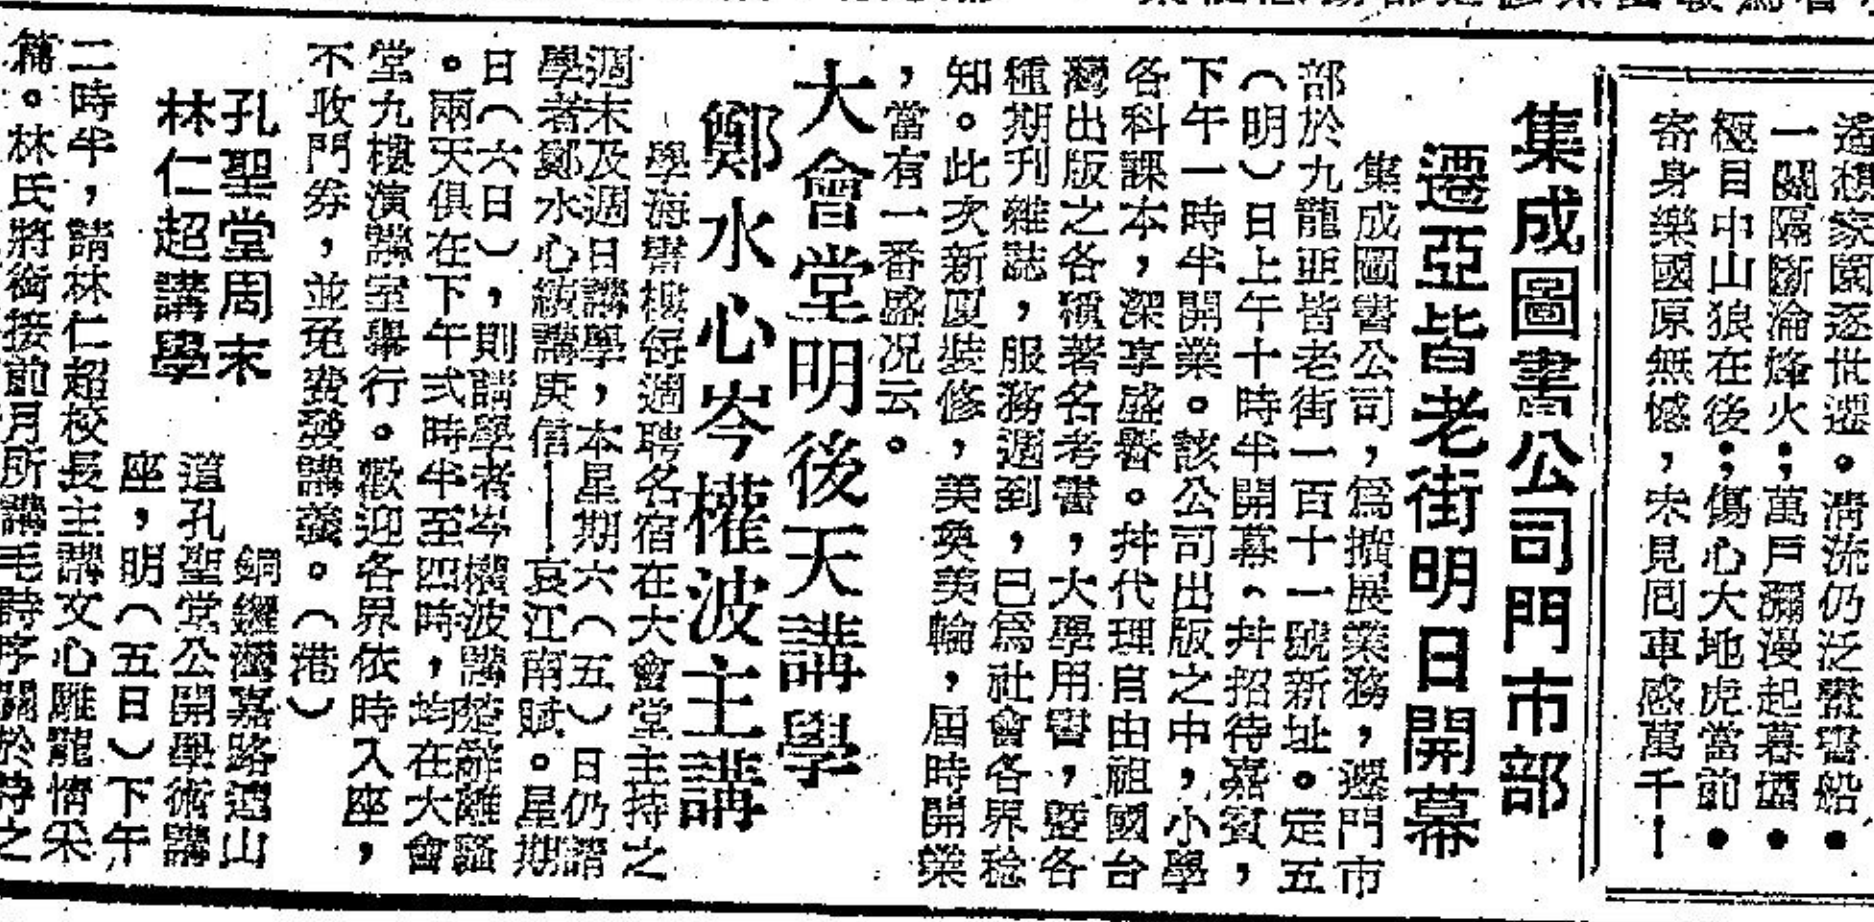 遙想家園逐世遷。清流仍泛
書船•
一關隔斷淪烽火；萬戶瀰漫起暮煙•
極目中山狼在後；傷心大地虎當前•
寄身樂國原無憾，未見回車感萬千！
集成圖書公司門市部
遷亞皆老街明日開幕
集成圖書公司，爲擴展業務，遷門市
部於九龍亞皆老街一百十一號新址。定五
（明）日上午十時半開幕，幷招待嘉賓，
下午一時半開業。該公司出版之中，小學
各科課本，深享盛譽。幷代理自由祖國台
灣出版之各種著名考書，大學用書，暨各
種期刊雜誌，服務週到，已爲社會各界稔
知。此次新廈裝修，美奐美輪，屆時開業
，當有一番盛况云。
大會堂明後天講學
鄭水心岑權波主講
學海書樓每週聘名宿在大會堂主持之
週末及週日講學，本星期六（五）日仍請
學者鄭水心續講庾信——哀江南賦。星期
日（六日），則請學者岑權波講楚辭離騷
。兩天俱在下午弍時半至四時，均在大會
堂九樓演講室舉行。歡迎各界依時入座，
不收門券，並免費發講義。（港）
孔聖堂周末
林仁超講學
銅鑼灣嘉路連山
道孔聖堂公開學術講
座，明（五日）下午
二時半，請林仁超校長主講文心雕龍情采
篇。林氏將銜接前月所講毛詩序關於詩之